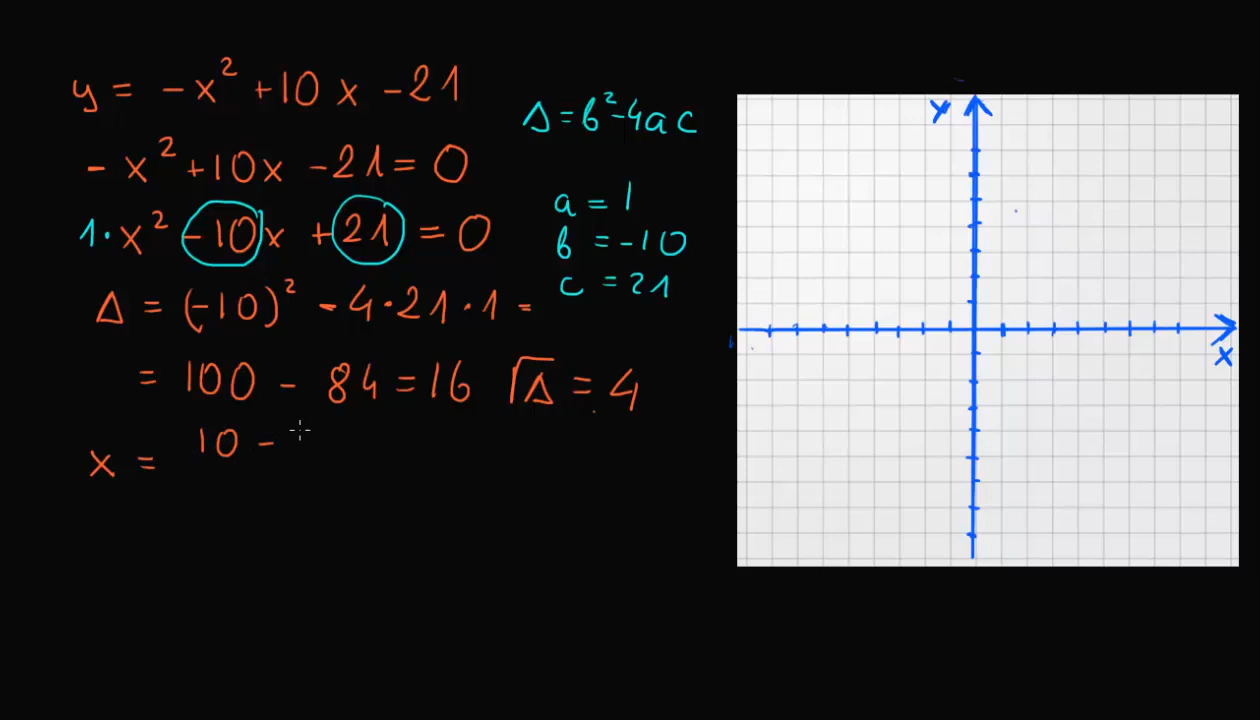 y = -x² +10x -21
-x² +10x -21 = 0
1·x² -10x +21 = 0
Δ = (-10)² - 4·21·1 =
= 100 - 84 = 16 √Δ = 4
x = 10 -
Δ = b² - 4ac
a = 1
b = -10
c = 21
y
x